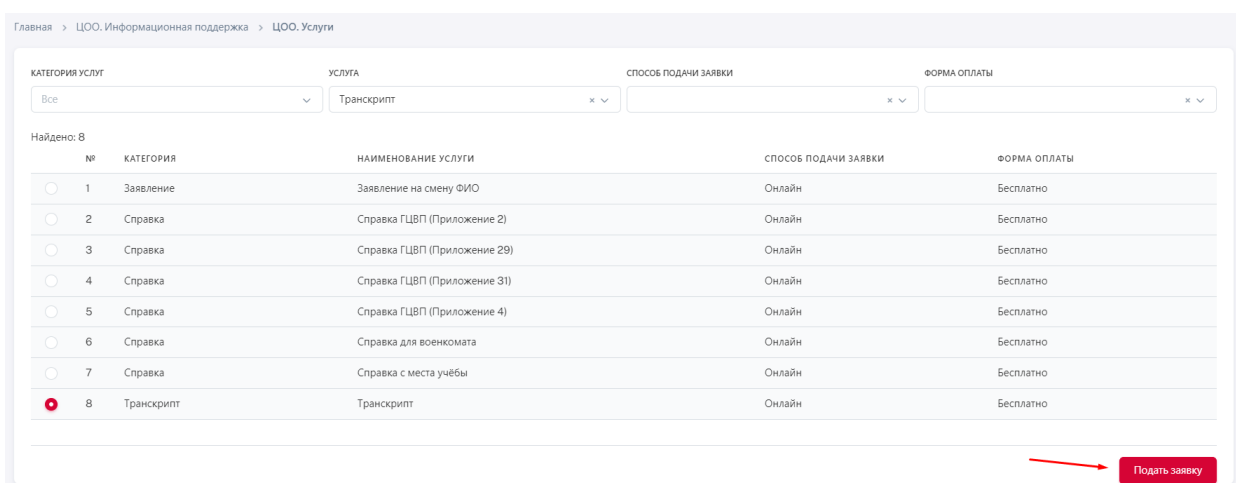 Главная > ЦОО. Информационная поддержка > ЦОО. Услуги
КАТЕГОРИЯ УСЛУГ УСЛУГА СПОСОБ ПОДАЧИ ЗАЯВКИ ФОРМА ОПЛАТЫ
Все Транскрипт
Найдено: 8
№ КАТЕГОРИЯ НАИМЕНОВАНИЕ УСЛУГИ СПОСОБ ПОДАЧИ ЗАЯВКИ ФОРМА ОПЛАТЫ
1 Заявление Заявление на смену ФИО Онлайн Бесплатно
2 Справка Справка ГЦВП (Приложение 2) Онлайн Бесплатно
3 Справка Справка ГЦВП (Приложение 29) Онлайн Бесплатно
4 Справка Справка ГЦВП (Приложение 31) Онлайн Бесплатно
5 Справка Справка ГЦВП (Приложение 4) Онлайн Бесплатно
6 Справка Справка для военкомата Онлайн Бесплатно
7 Справка Справка с места учёбы Онлайн Бесплатно
8 Транскрипт Транскрипт Онлайн Бесплатно
Подать заявку